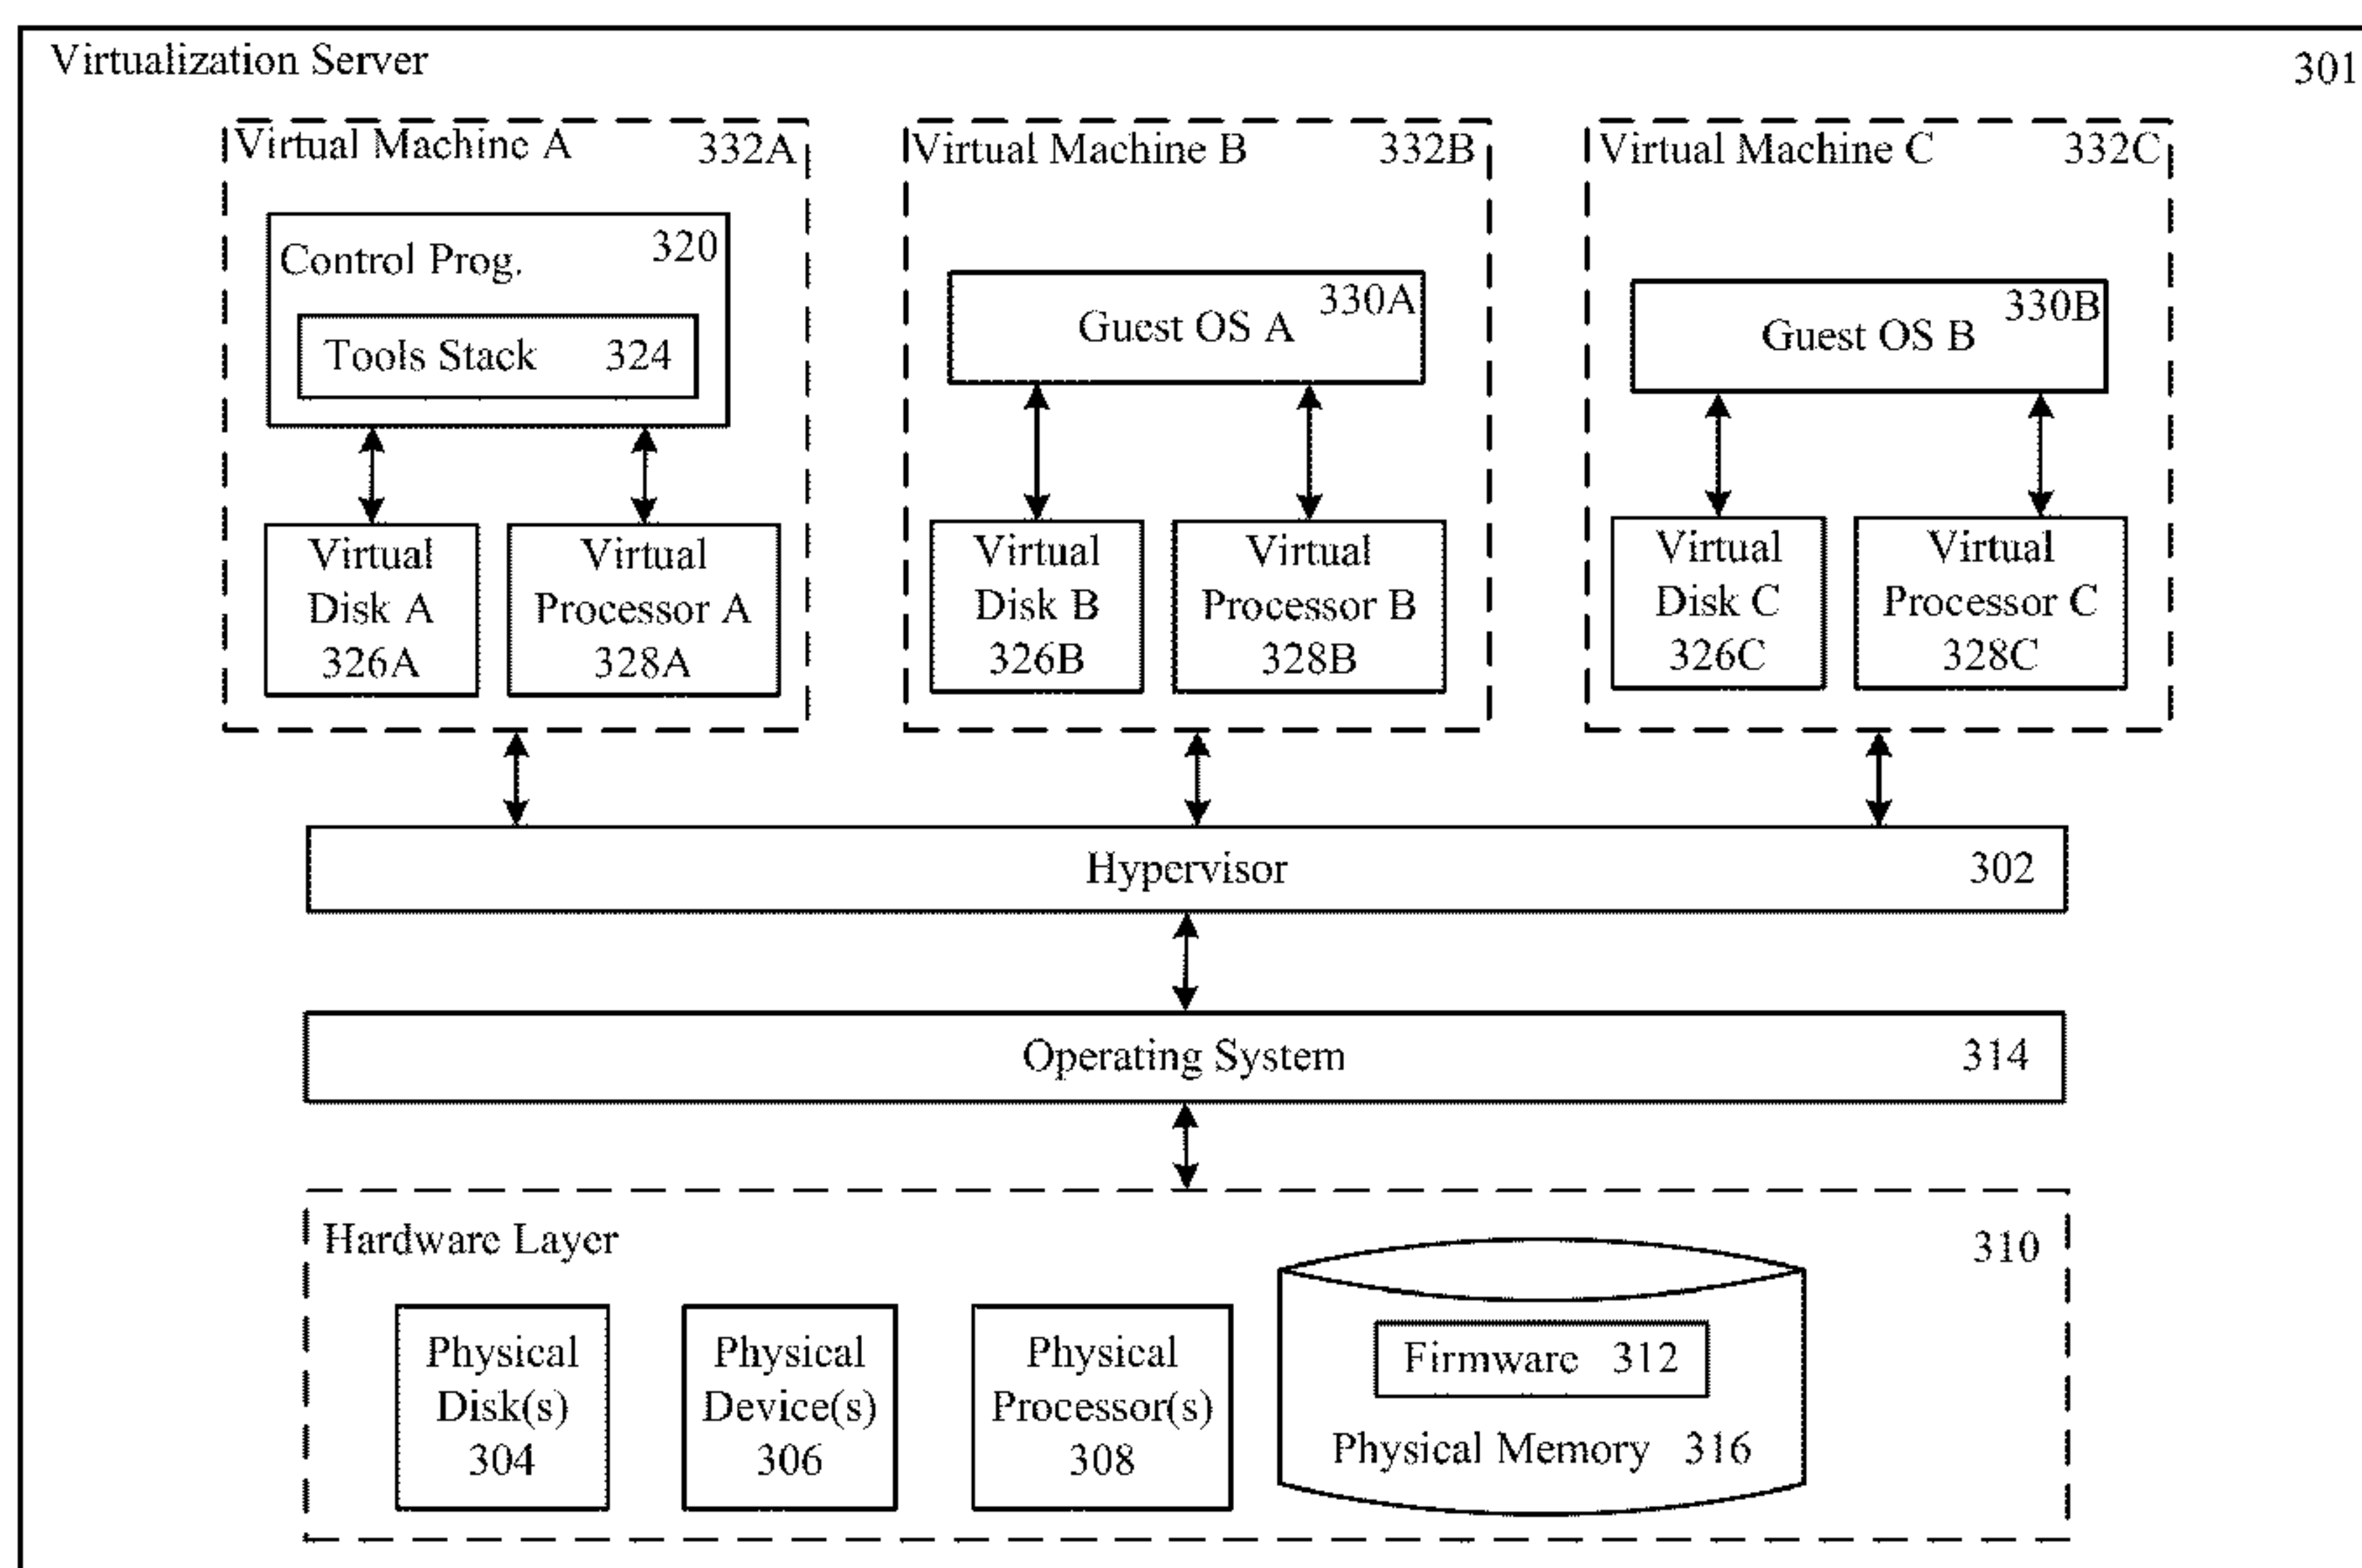 Virtualization Server 301
Virtual Machine A 332A
Control Prog. 320
Tools Stack 324
Virtual
Disk A
326A
Virtual
Processor A
328A
Virtual Machine B 332B
Guest OS A 330A
Virtual
Disk B
326B
Virtual
Processor B
328B
Virtual Machine C 332C
Guest OS B 330B
Virtual
Disk C
326C
Virtual
Processor C
328C
Hypervisor 302
Operating System 314
Hardware Layer 310
Physical
Disk(s)
304
Physical
Device(s)
306
Physical
Processor(s)
308
Firmware 312
Physical Memory 316